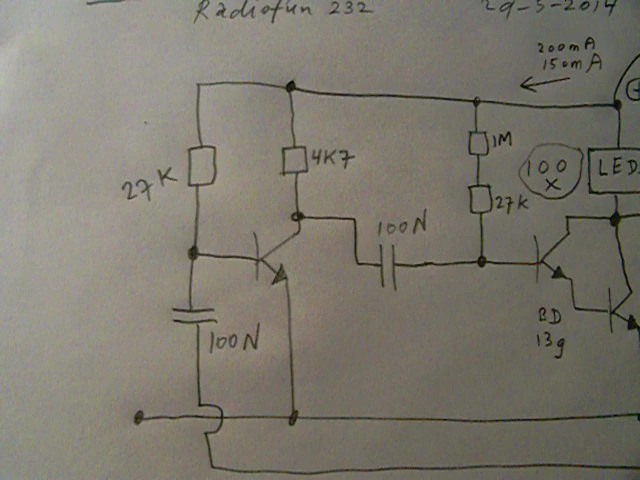 Radiofun 232
29-5-2014
200mA
150mA
27K
4K7
1M
100
X
LED
27K
100N
100N
BD
139